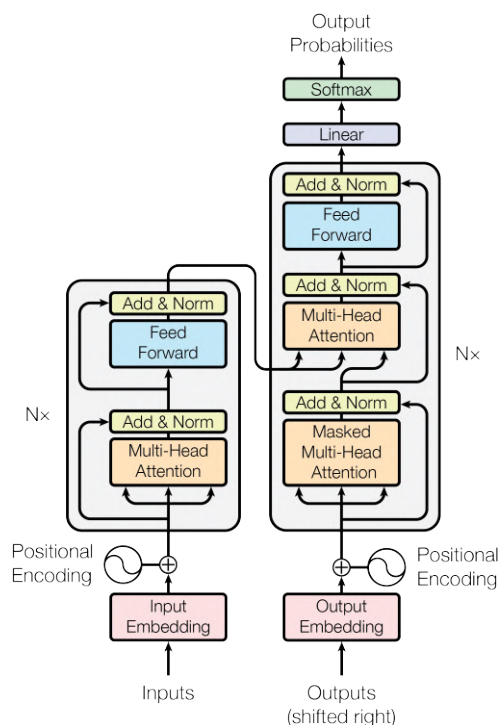 Output
Probabilities
Softmax
Linear
Add & Norm
Feed
Forward
Add & Norm
Multi-Head
Attention
Add & Norm
Masked
Multi-Head
Attention
N×
Add & Norm
Feed
Forward
Add & Norm
Multi-Head
Attention
N×
Positional
Encoding
Positional
Encoding
Input
Embedding
Output
Embedding
Inputs
Outputs
(shifted right)